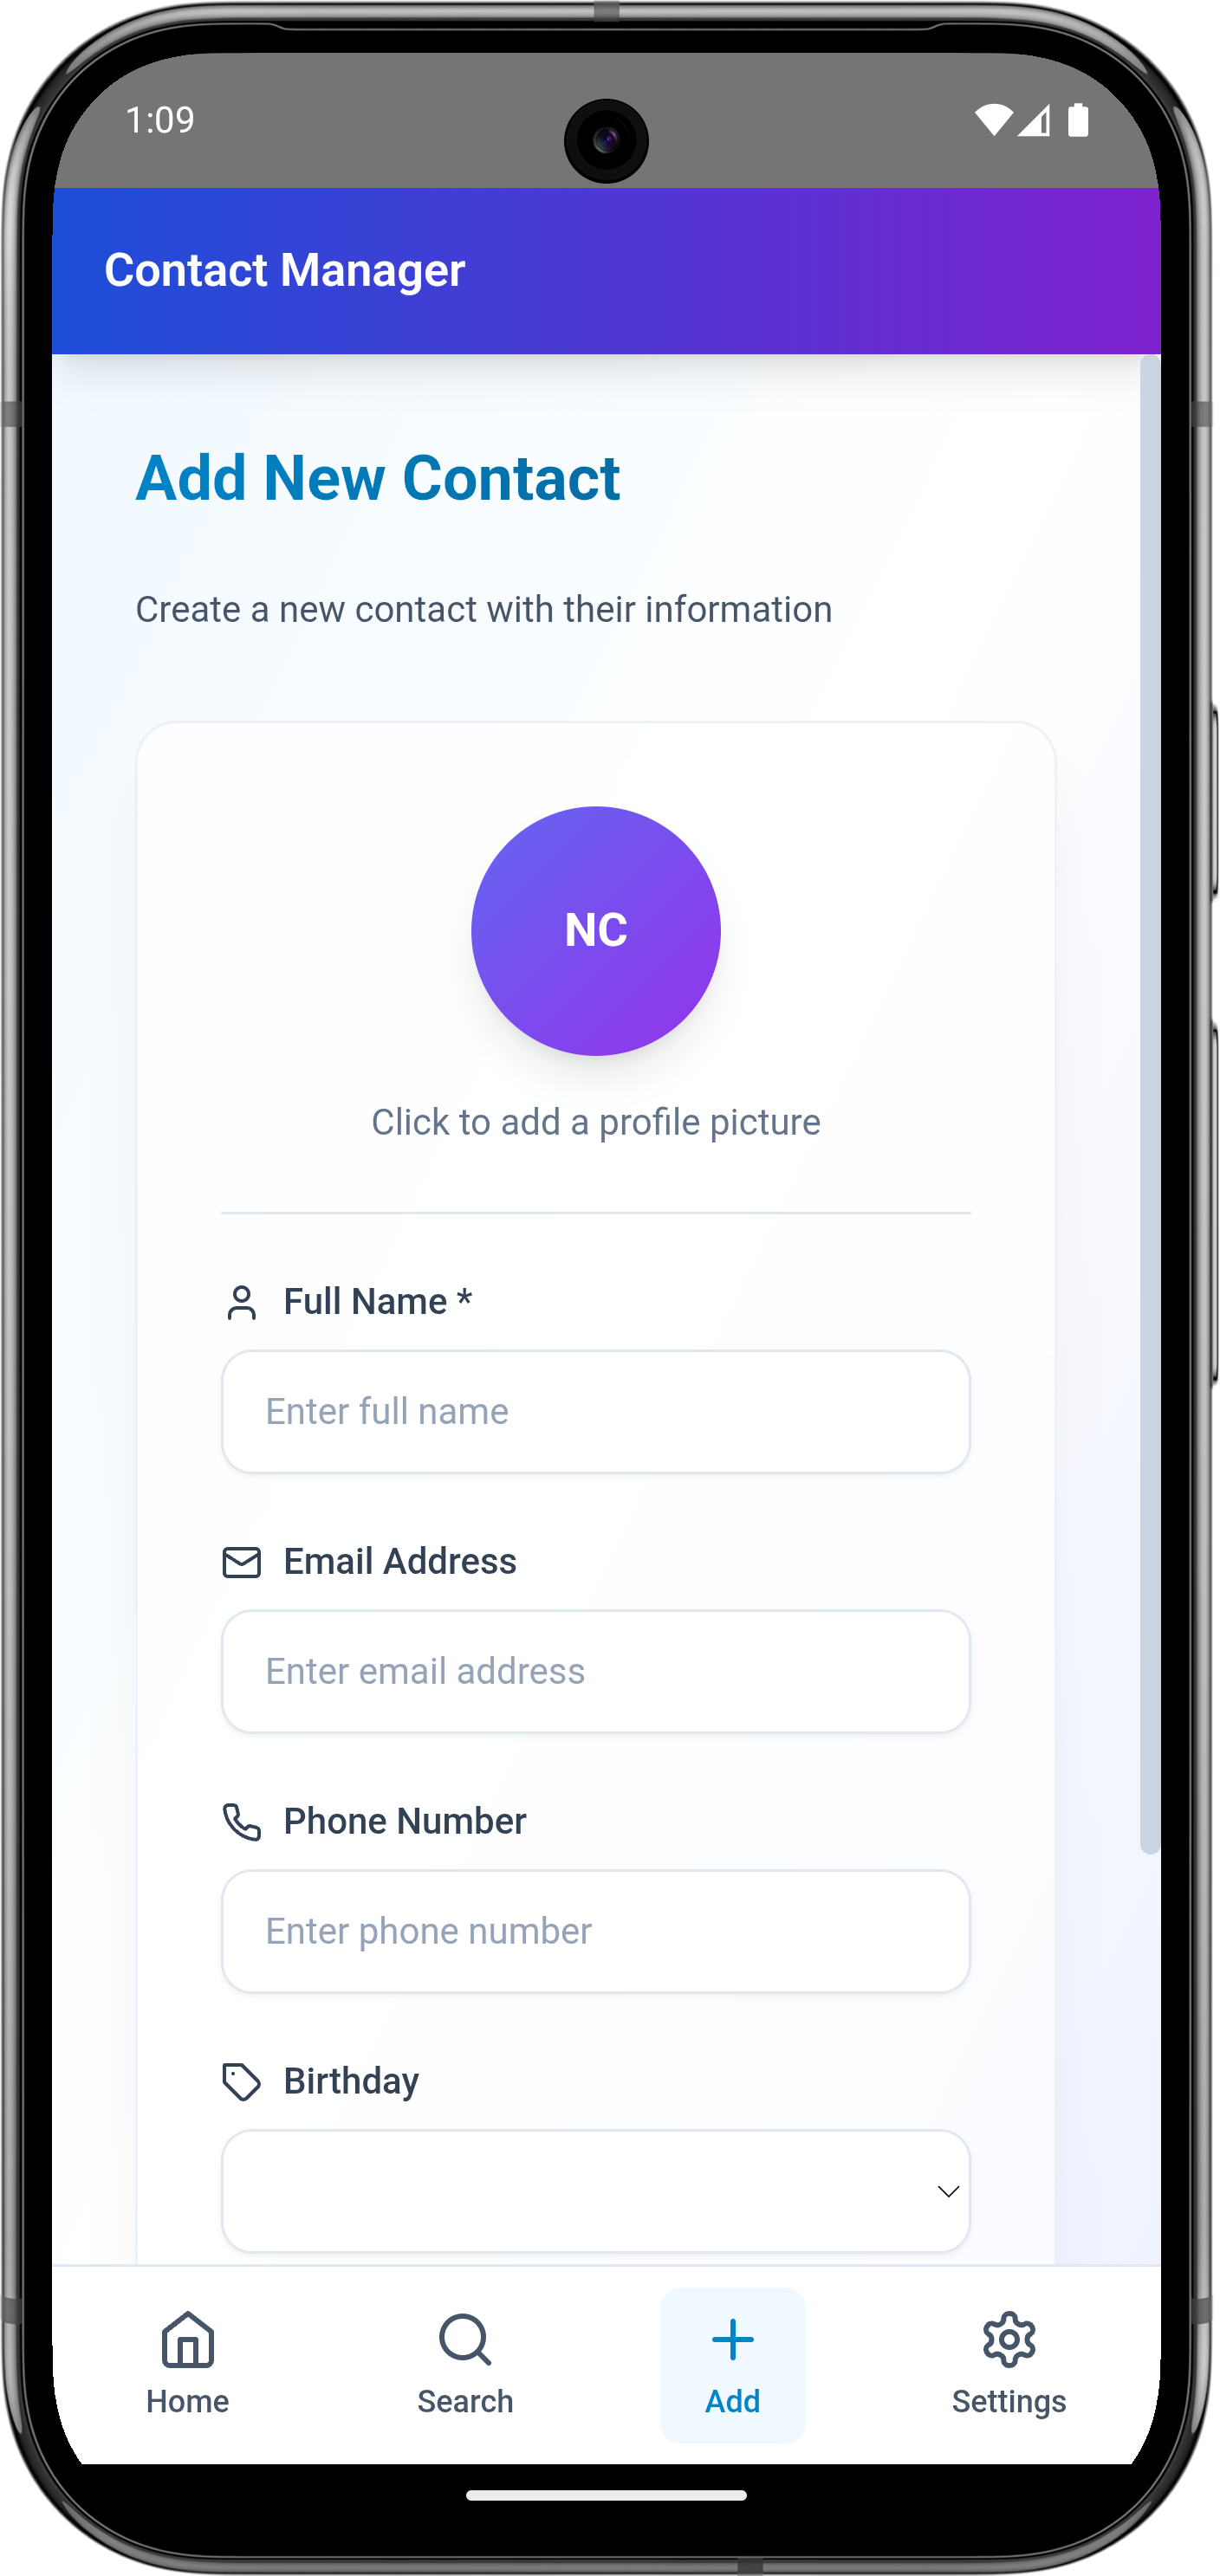 1:09
Contact Manager
Add New Contact
Create a new contact with their information
NC
Click to add a profile picture
Full Name *
Enter full name
Email Address
Enter email address
Phone Number
Enter phone number
Birthday
Home
Search
Add
Settings